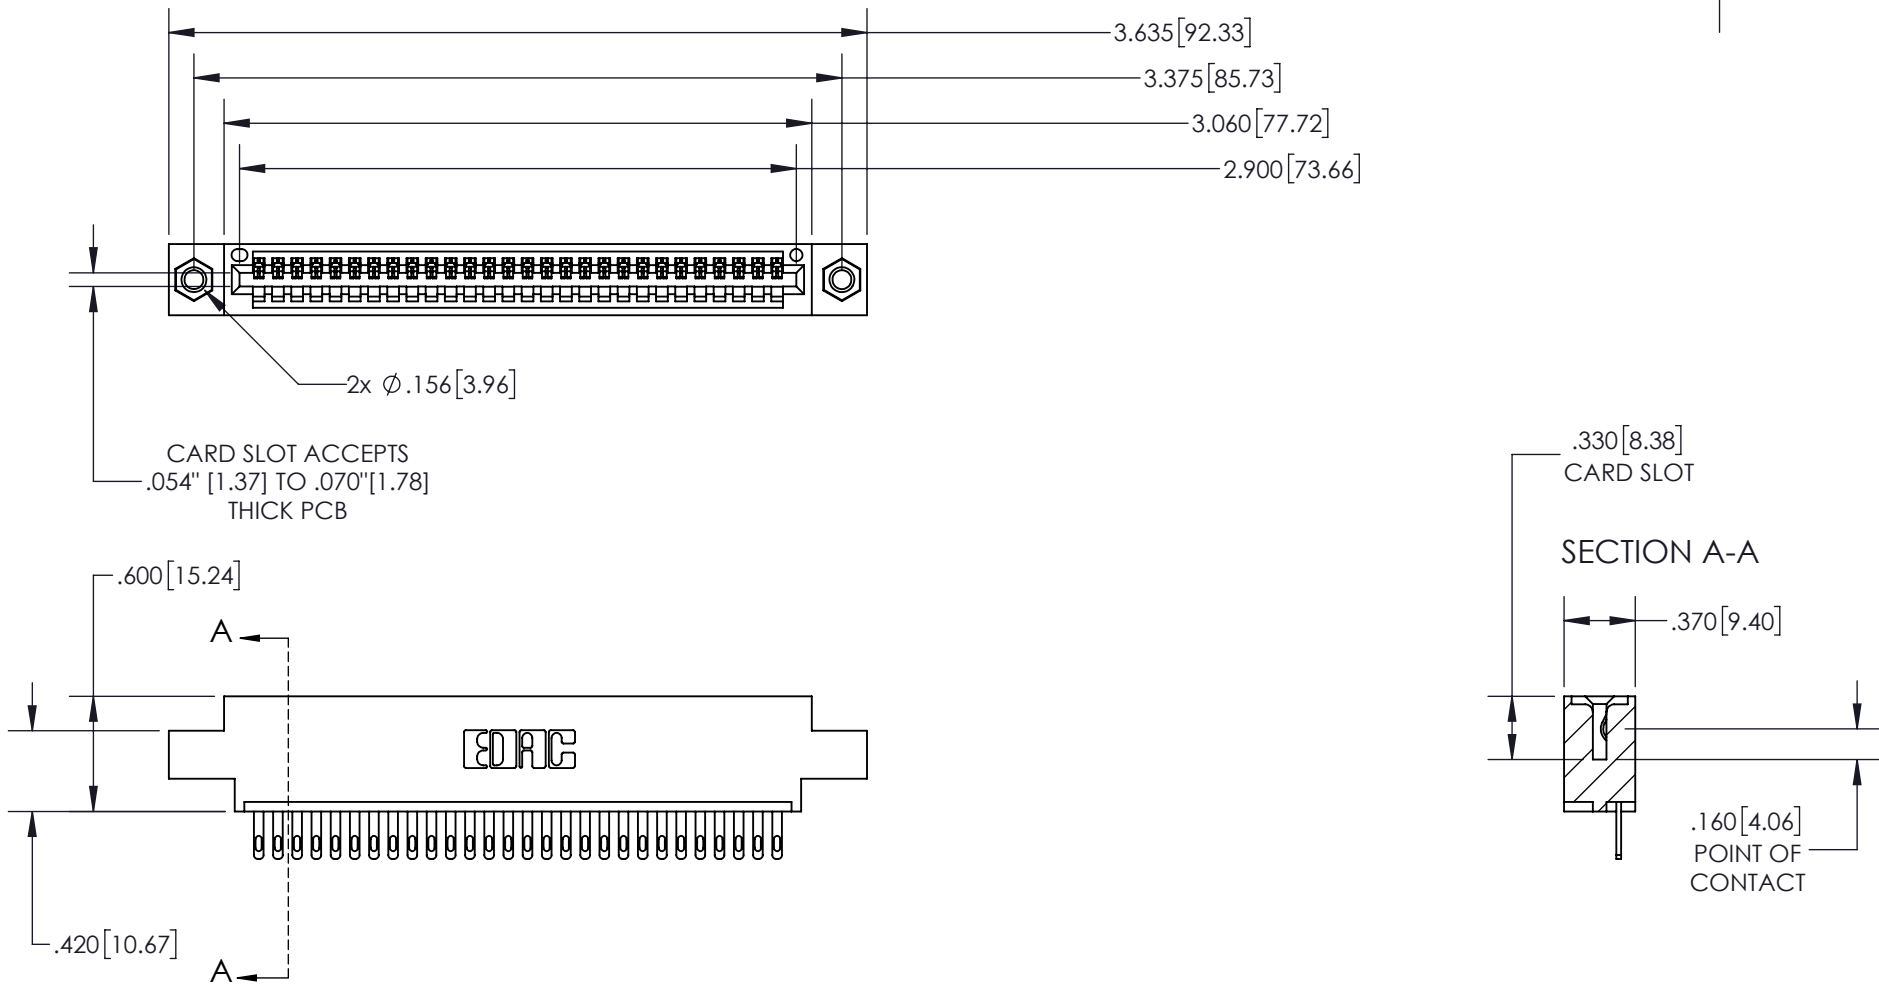 3.635[92.33]
3.375[85.73]
3.060[77.72]
2.900[73.66]
2x ∅.156[3.96]
CARD SLOT ACCEPTS
.054" [1.37] TO .070"[1.78]
THICK PCB
.330[8.38]
CARD SLOT
SECTION A-A
.600[15.24]
.370[9.40]
A
EDAC
.160[4.06]
POINT OF
CONTACT
.420[10.67]
A